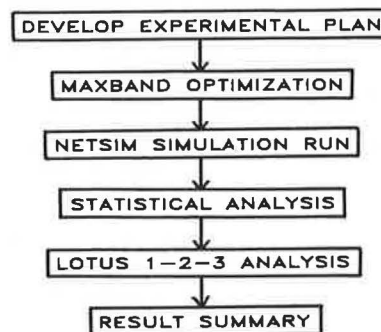 DEVELOP EXPERIMENTAL PLAN
MAXBAND OPTIMIZATION
NETSIM SIMULATION RUN
STATISTICAL ANALYSIS
LOTUS 1-2-3 ANALYSIS
RESULT SUMMARY